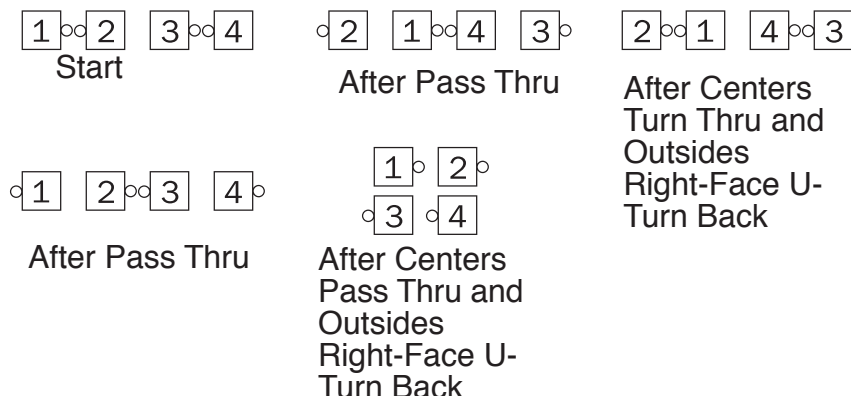 1 2 3 4
Start
2 1 4 3
After Pass Thru
2 1 4 3
After Centers
Turn Thru and
Outsides
Right-Face U-
Turn Back
1 2 3 4
After Pass Thru
1 2
3 4
After Centers
Pass Thru and
Outsides
Right-Face U-
Turn Back